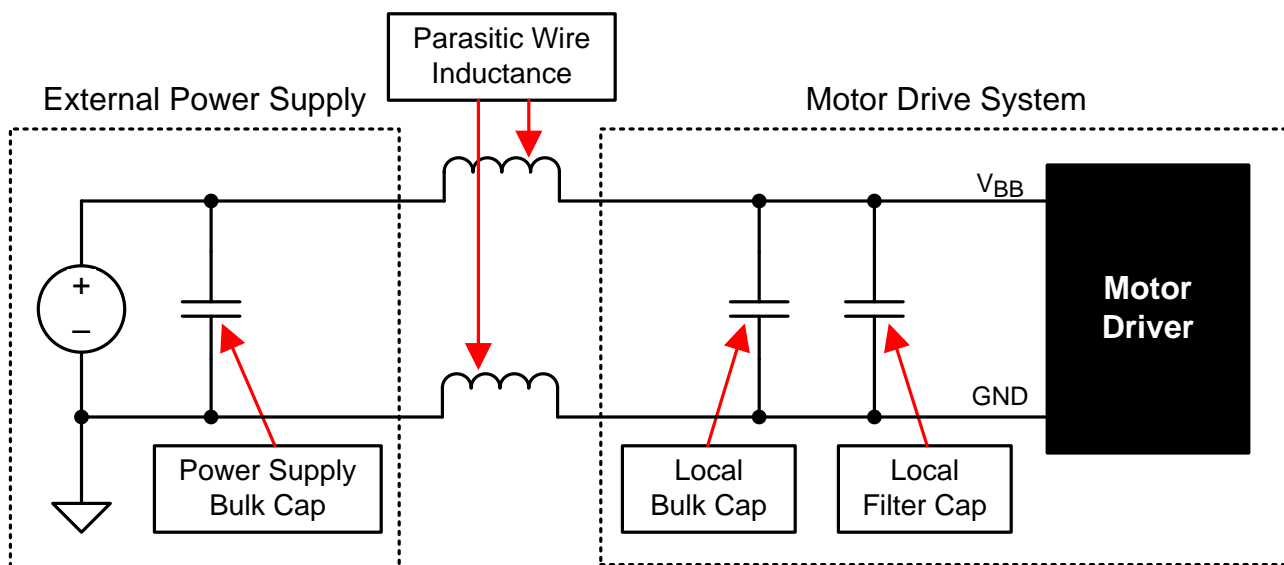 Parasitic Wire
Inductance
External Power Supply
Motor Drive System
VBB
+
–
Motor
Driver
GND
Power Supply
Bulk Cap
Local
Bulk Cap
Local
Filter Cap